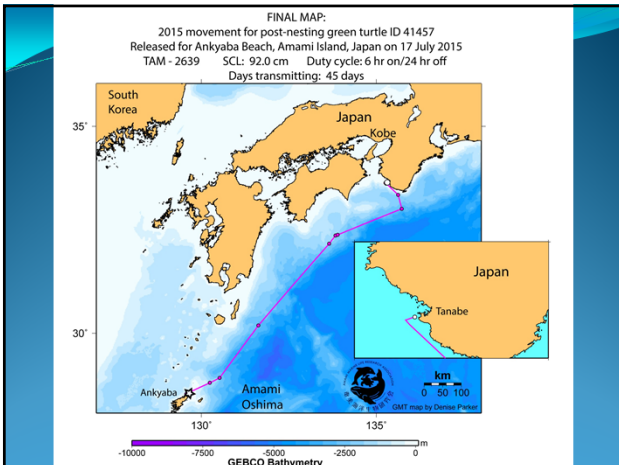 FINAL MAP:
2015 movement for post-nesting green turtle ID 41457
Released for Ankyaba Beach, Amami Island, Japan on 17 July 2015
TAM - 2639 SCL: 92.0 cm Duty cycle: 6 hr on/24 hr off
Days transmitting: 45 days
South
Korea
Japan
Kobe
35°
Japan
Tanabe
30°
Ankyaba
Amami
Oshima
km
0 50 100
GMT map by Denise Parker
130°
135°
-10000 -7500 -5000 -2500 0 m
GEBCO Bathymetry